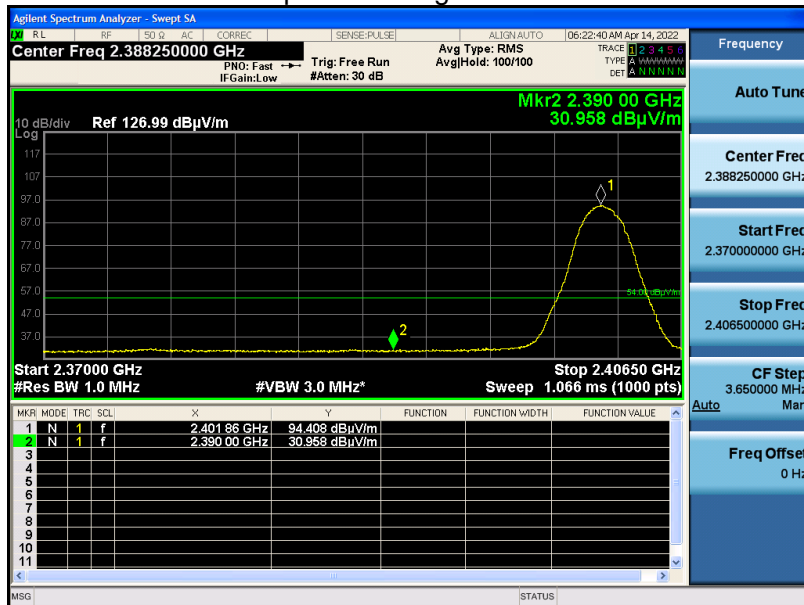 Agilent Spectrum Analyzer - Swept SA
LXI RL RF 50 Ω AC CORREC SENSE:PULSE ALIGN AUTO 06:22:40 AM Apr 14, 2022
Center Freq 2.388250000 GHz
PNO: Fast
IFGain:Low
Trig: Free Run
#Atten: 30 dB
Avg Type: RMS
Avg|Hold: 100/100
TRACE 1 2 3 4 5 6
TYPE A WWWWW
DET A N N N N N
Mkr2 2.390 00 GHz
30.958 dBμV/m
10 dB/div Ref 126.99 dBμV/m
Log
117
107
97.0
87.0
77.0
67.0
57.0
47.0
37.0
1
2
54.00 dBμV/m
Start 2.37000 GHz Stop 2.40650 GHz
#Res BW 1.0 MHz #VBW 3.0 MHz* Sweep 1.066 ms (1000 pts)
MKR MODE TRC SCL X Y FUNCTION FUNCTION WIDTH FUNCTION VALUE
1 N 1 f 2.401 86 GHz 94.408 dBμV/m
2 N 1 f 2.390 00 GHz 30.958 dBμV/m
3
4
5
6
7
8
9
10
11
MSG STATUS
Frequency
Auto Tune
Center Freq
2.388250000 GHz
Start Freq
2.370000000 GHz
Stop Freq
2.406500000 GHz
CF Step
3.650000 MHz
Auto Man
Freq Offset
0 Hz